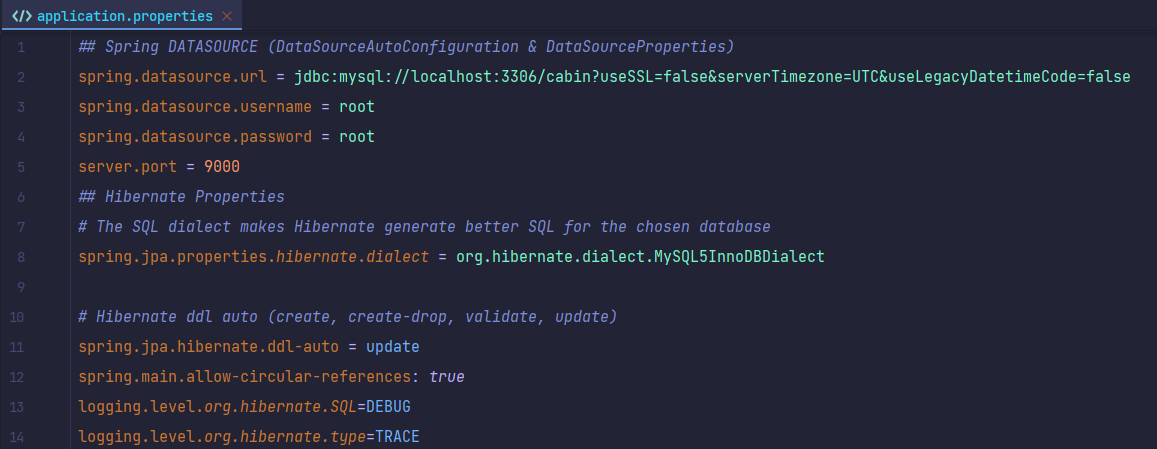 application.properties
1 ## Spring DATASOURCE (DataSourceAutoConfiguration & DataSourceProperties)
2 spring.datasource.url = jdbc:mysql://localhost:3306/cabin?useSSL=false&serverTimezone=UTC&useLegacyDatetimeCode=false
3 spring.datasource.username = root
4 spring.datasource.password = root
5 server.port = 9000
6 ## Hibernate Properties
7 # The SQL dialect makes Hibernate generate better SQL for the chosen database
8 spring.jpa.properties.hibernate.dialect = org.hibernate.dialect.MySQL5InnoDBDialect
9
10 # Hibernate ddl auto (create, create-drop, validate, update)
11 spring.jpa.hibernate.ddl-auto = update
12 spring.main.allow-circular-references: true
13 logging.level.org.hibernate.SQL=DEBUG
14 logging.level.org.hibernate.type=TRACE